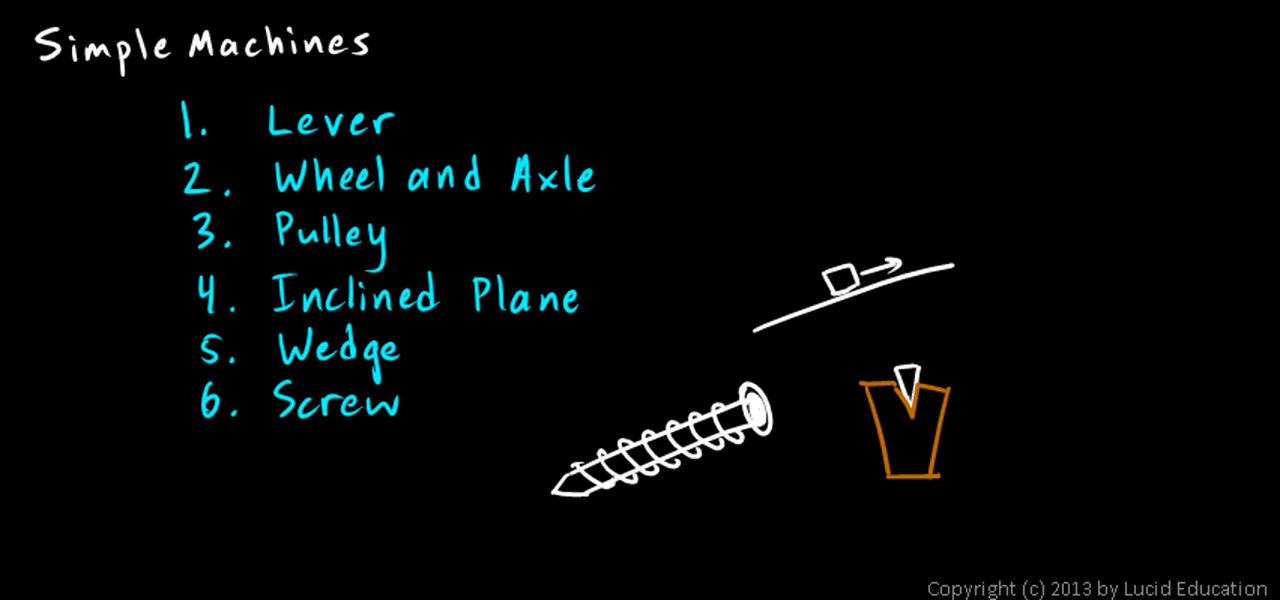 Simple Machines
1. Lever
2. Wheel and Axle
3. Pulley
4. Inclined Plane
5. Wedge
6. Screw
Copyright (c) 2013 by Lucid Education